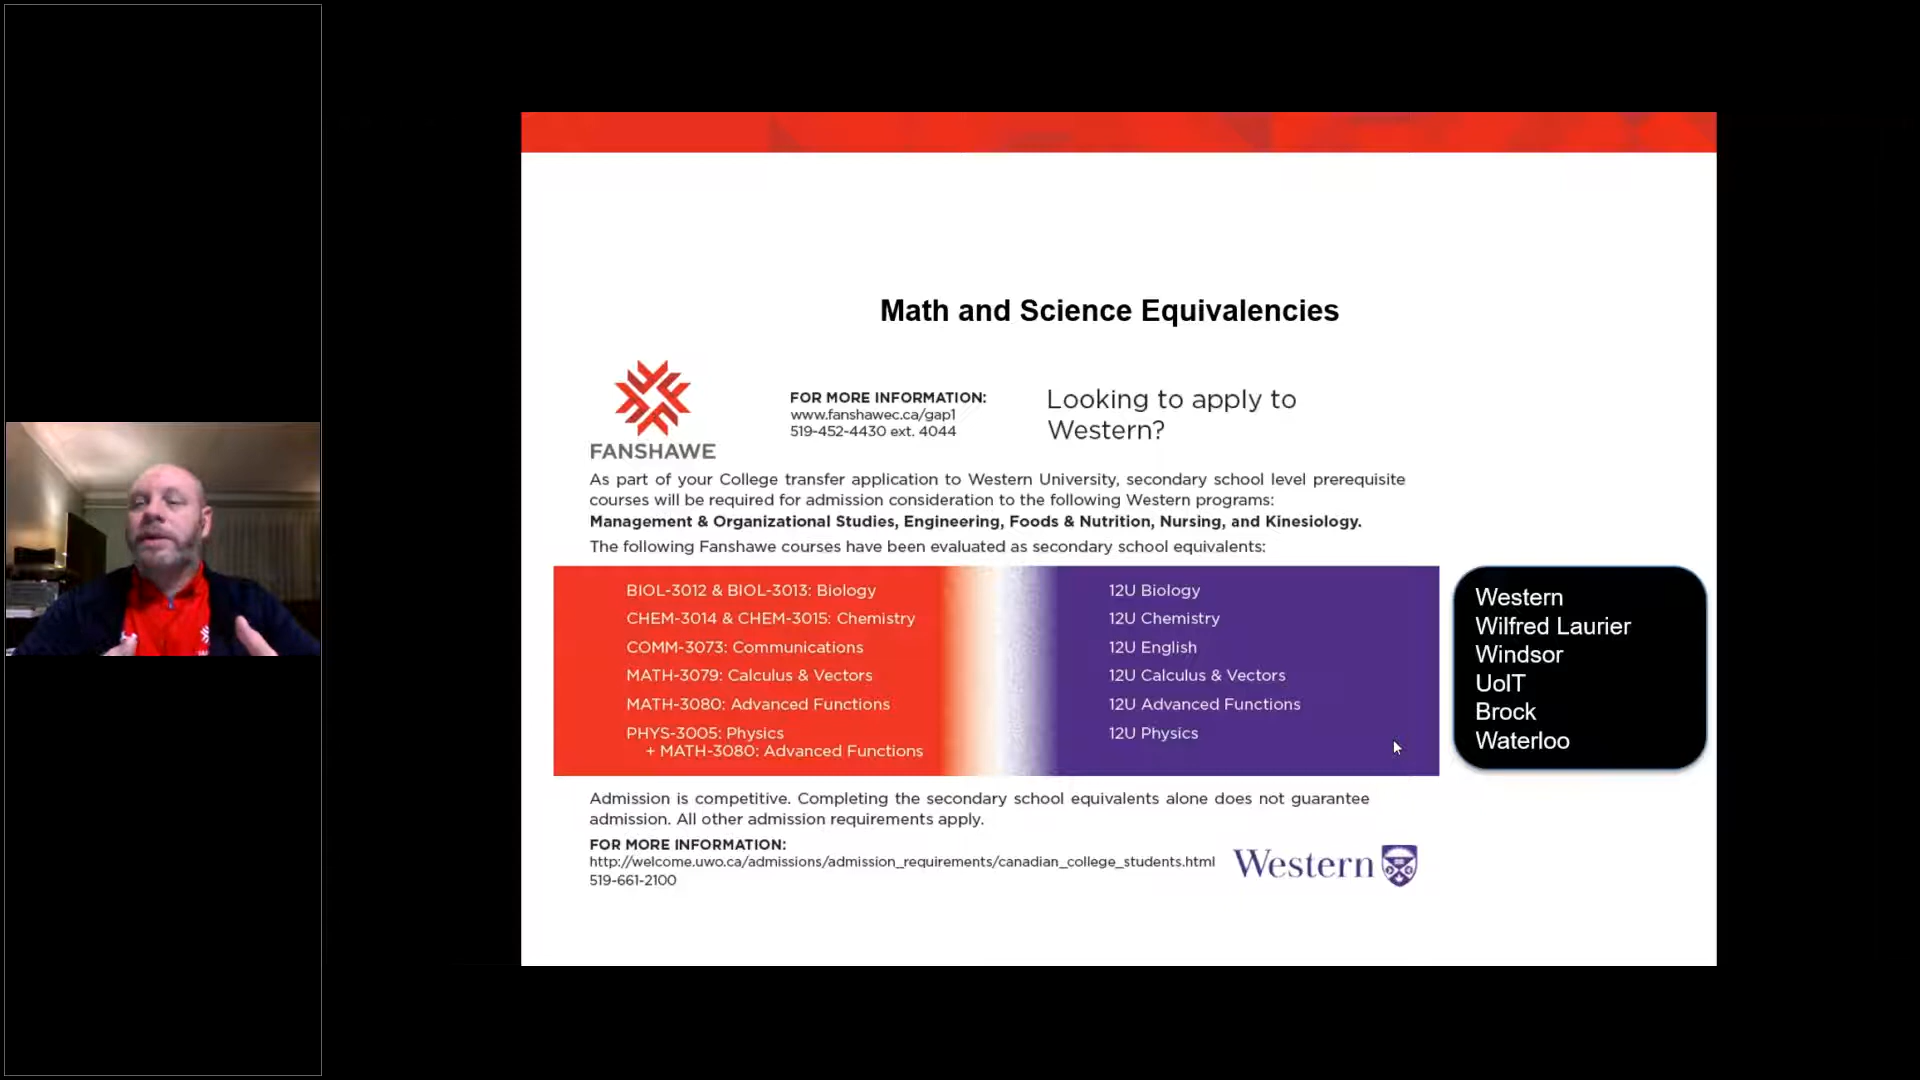 Math and Science Equivalencies
FANSHAWE
FOR MORE INFORMATION:
www.fanshawec.ca/gap1
519-452-4430 ext. 4044
Looking to apply to
Western?
As part of your College transfer application to Western University, secondary school level prerequisite
courses will be required for admission consideration to the following Western programs:
Management & Organizational Studies, Engineering, Foods & Nutrition, Nursing, and Kinesiology.
The following Fanshawe courses have been evaluated as secondary school equivalents:
BIOL-3012 & BIOL-3013: Biology
CHEM-3014 & CHEM-3015: Chemistry
COMM-3073: Communications
MATH-3079: Calculus & Vectors
MATH-3080: Advanced Functions
PHYS-3005: Physics
+ MATH-3080: Advanced Functions
12U Biology
12U Chemistry
12U English
12U Calculus & Vectors
12U Advanced Functions
12U Physics
Western
Wilfred Laurier
Windsor
UoIT
Brock
Waterloo
Admission is competitive. Completing the secondary school equivalents alone does not guarantee
admission. All other admission requirements apply.
FOR MORE INFORMATION:
http://welcome.uwo.ca/admissions/admission_requirements/canadian_college_students.html
519-661-2100
Western